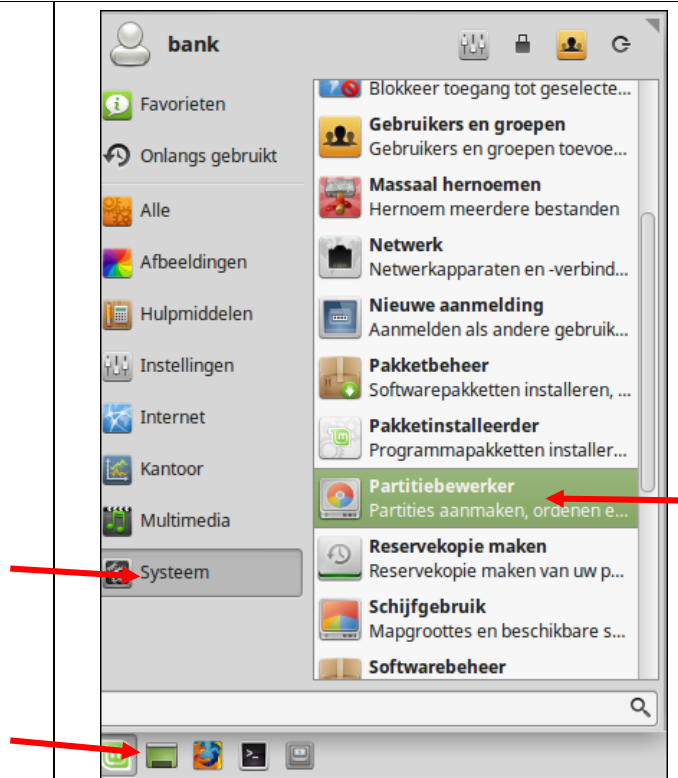 bank
Favorieten
Onlangs gebruikt
Alle
Afbeeldingen
Hulpmiddelen
Instellingen
Internet
Kantoor
Multimedia
Systeem
Blokkeer toegang tot geselecte...
Gebruikers en groepen
Gebruikers en groepen toevoe...
Massaal hernoemen
Hernoem meerdere bestanden
Netwerk
Netwerkapparaten en -verbind...
Nieuwe aanmelding
Aanmelden als andere gebruik...
Pakketbeheer
Softwarepakketten installeren, ...
Pakketinstalleerder
Programmapakketten installer...
Partitiebewerker
Partities aanmaken, ordenen e...
Reservekopie maken
Reservekopie maken van uw p...
Schijfgebruik
Mapgroottes en beschikbare s...
Softwarebeheer